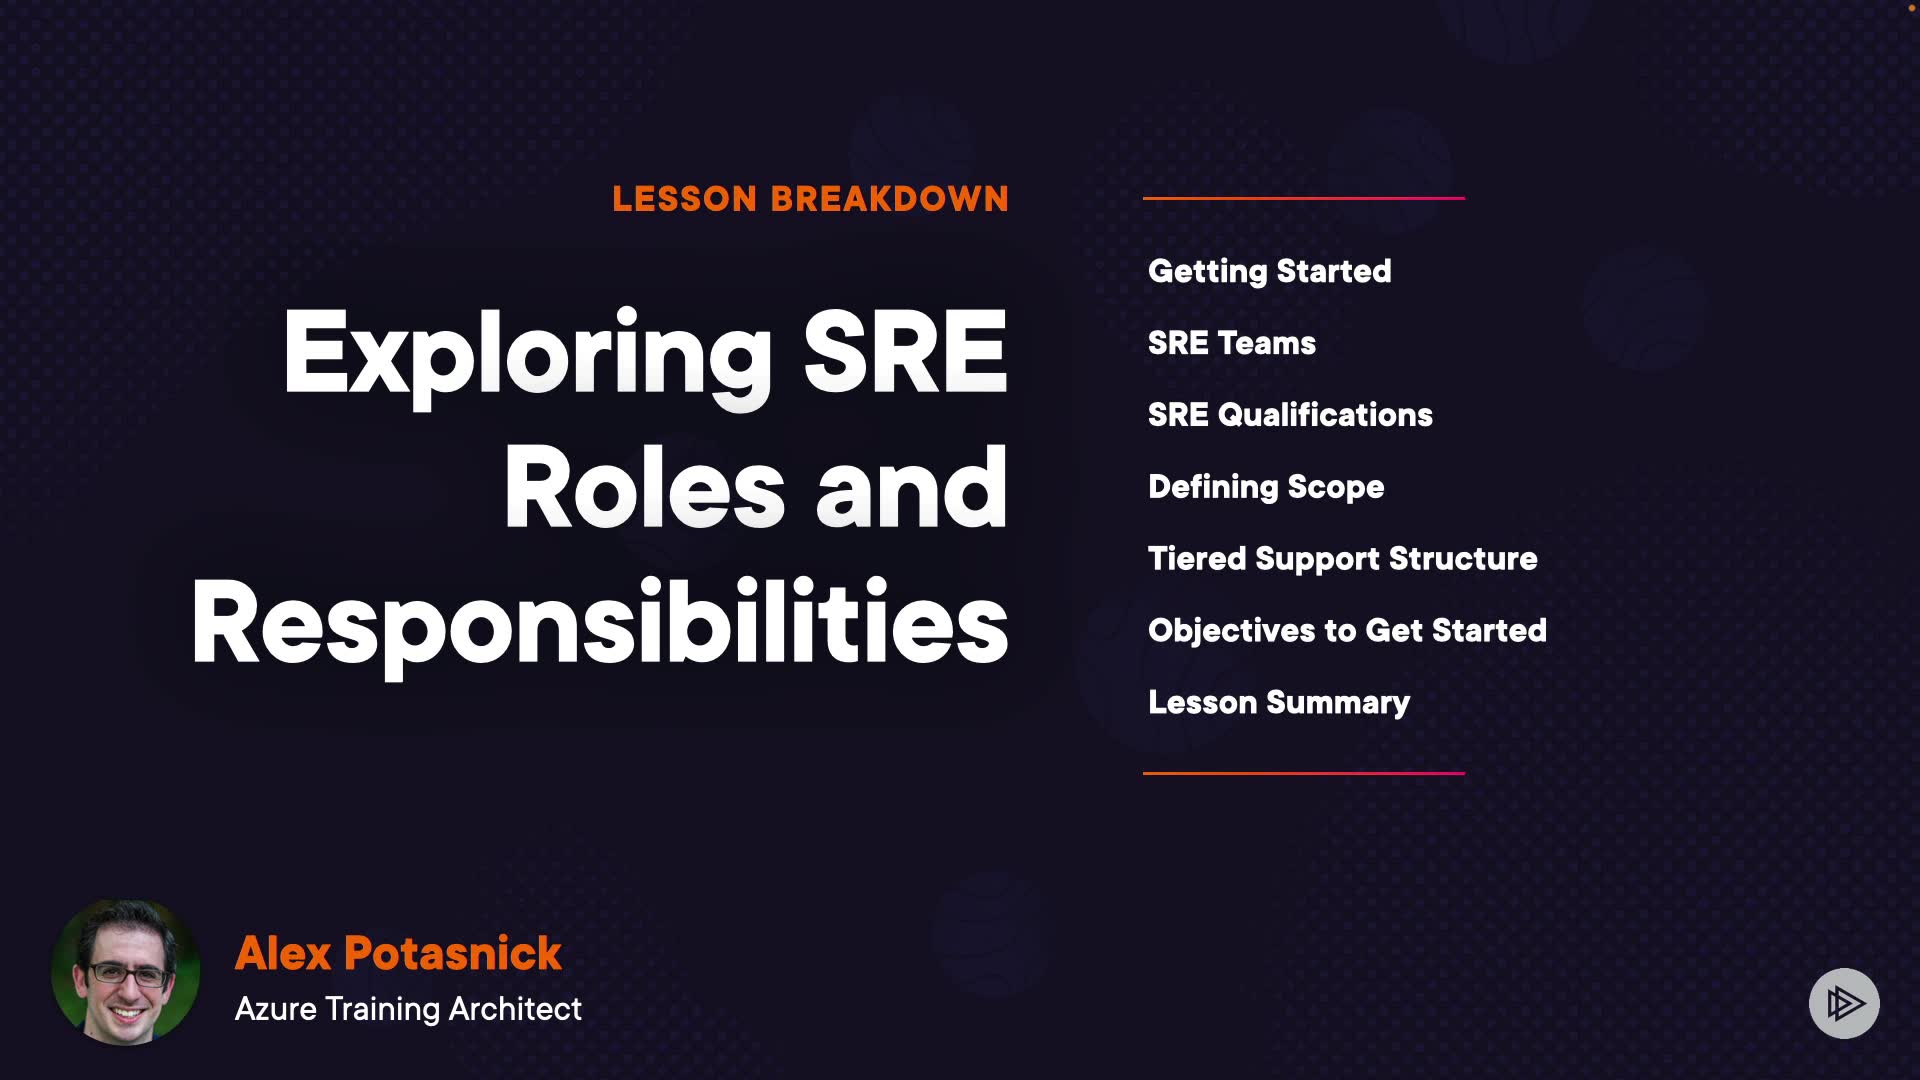 LESSON BREAKDOWN
Exploring SRE
Roles and
Responsibilities
Getting Started
SRE Teams
SRE Qualifications
Defining Scope
Tiered Support Structure
Objectives to Get Started
Lesson Summary
Alex Potasnick
Azure Training Architect